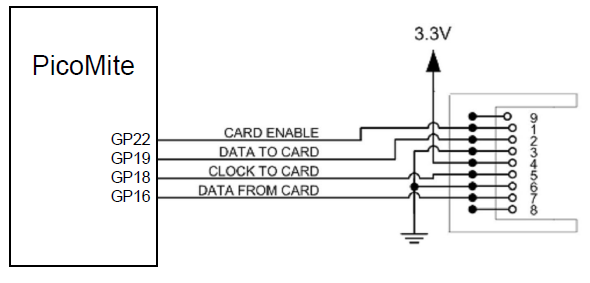 3.3V
PicoMite
GP22 CARD ENABLE
GP19 DATA TO CARD
GP18 CLOCK TO CARD
GP16 DATA FROM CARD
9
1
2
3
4
5
6
7
8